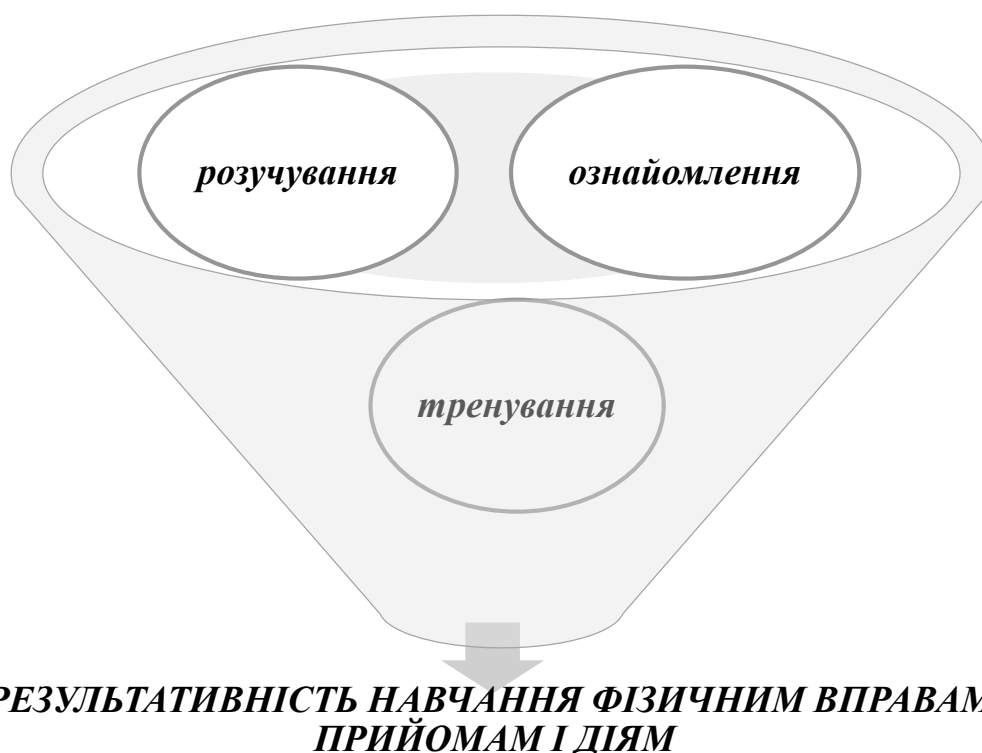 розучування
ознайомлення
тренування
РЕЗУЛЬТАТИВНІСТЬ НАВЧАННЯ ФІЗИЧНИМ ВПРАВАМ
ПРИЙОМАМ І ДІЯМ